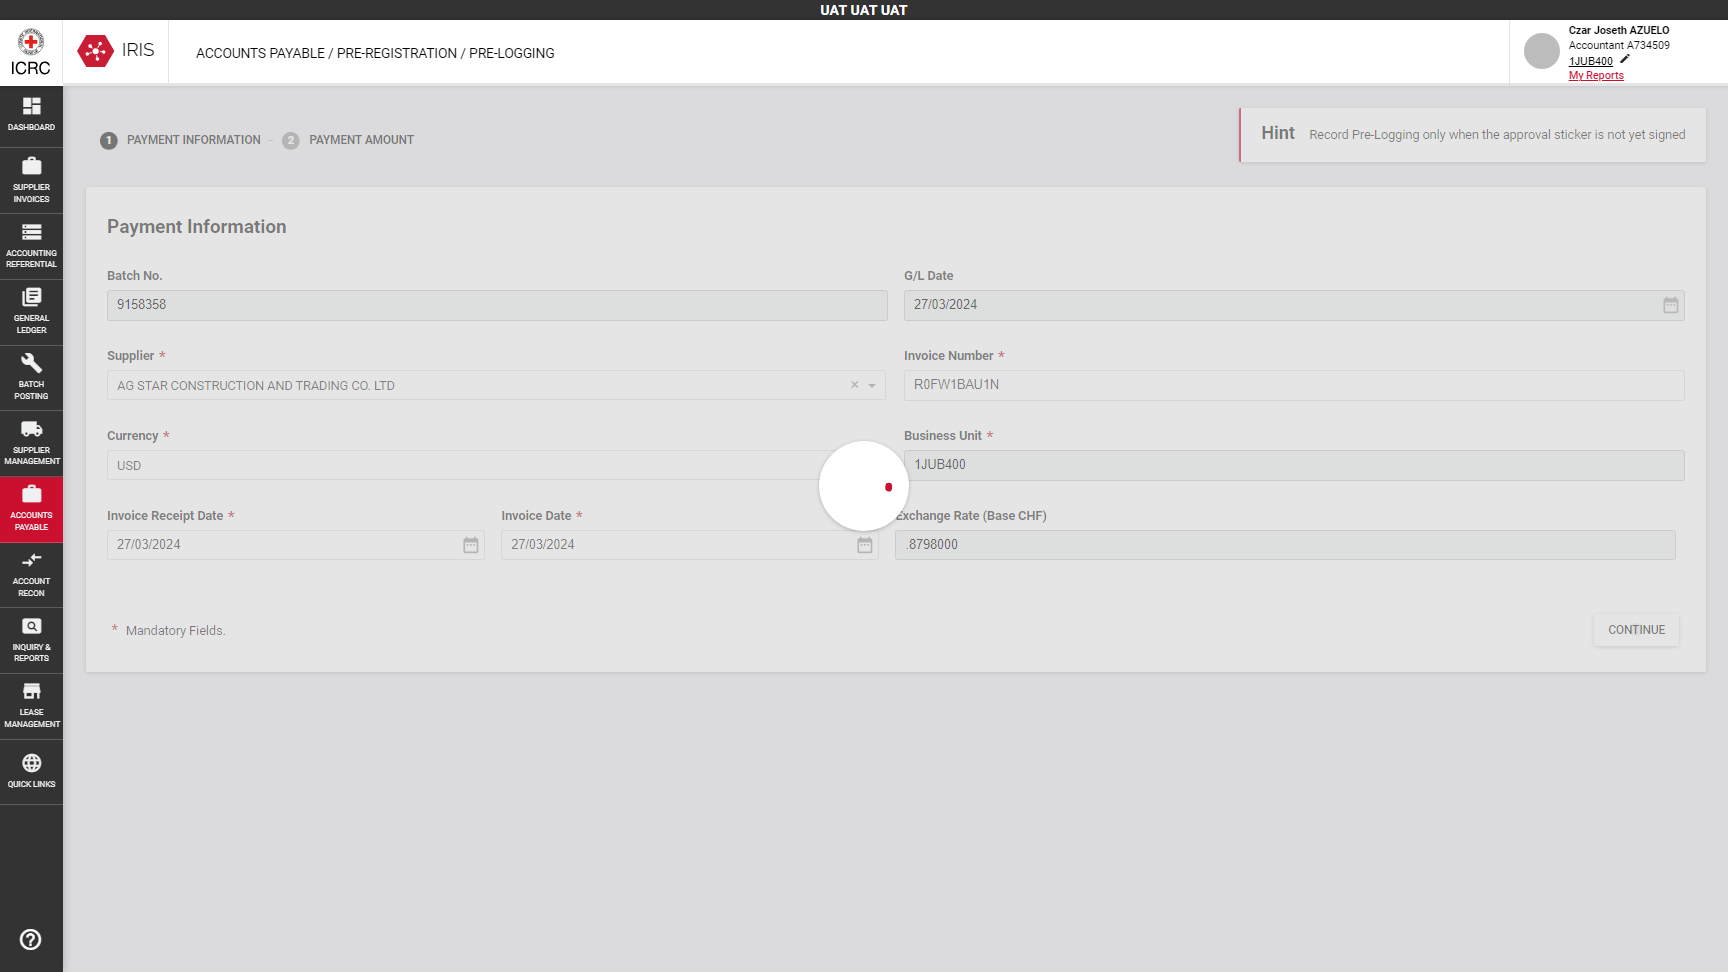 UAT UAT UAT
ICRC
IRIS
ACCOUNTS PAYABLE / PRE-REGISTRATION / PRE-LOGGING
Czar Joseth AZUELO
Accountant A734509
1JUB400
My Reports
DASHBOARD
SUPPLIER
INVOICES
ACCOUNTING
REFERENTIAL
GENERAL
LEDGER
BATCH
POSTING
SUPPLIER
MANAGEMENT
ACCOUNTS
PAYABLE
ACCOUNT
RECON
INQUIRY &
REPORTS
LEASE
MANAGEMENT
QUICK LINKS
1 PAYMENT INFORMATION - 2 PAYMENT AMOUNT
Hint Record Pre-Logging only when the approval sticker is not yet signed
Payment Information
Batch No. G/L Date
9158358 27/03/2024
Supplier * Invoice Number *
AG STAR CONSTRUCTION AND TRADING CO. LTD × R0FW1BAU1N
Currency * Business Unit *
USD 1JUB400
Invoice Receipt Date * Invoice Date * Exchange Rate (Base CHF)
27/03/2024 27/03/2024 .8798000
* Mandatory Fields. CONTINUE